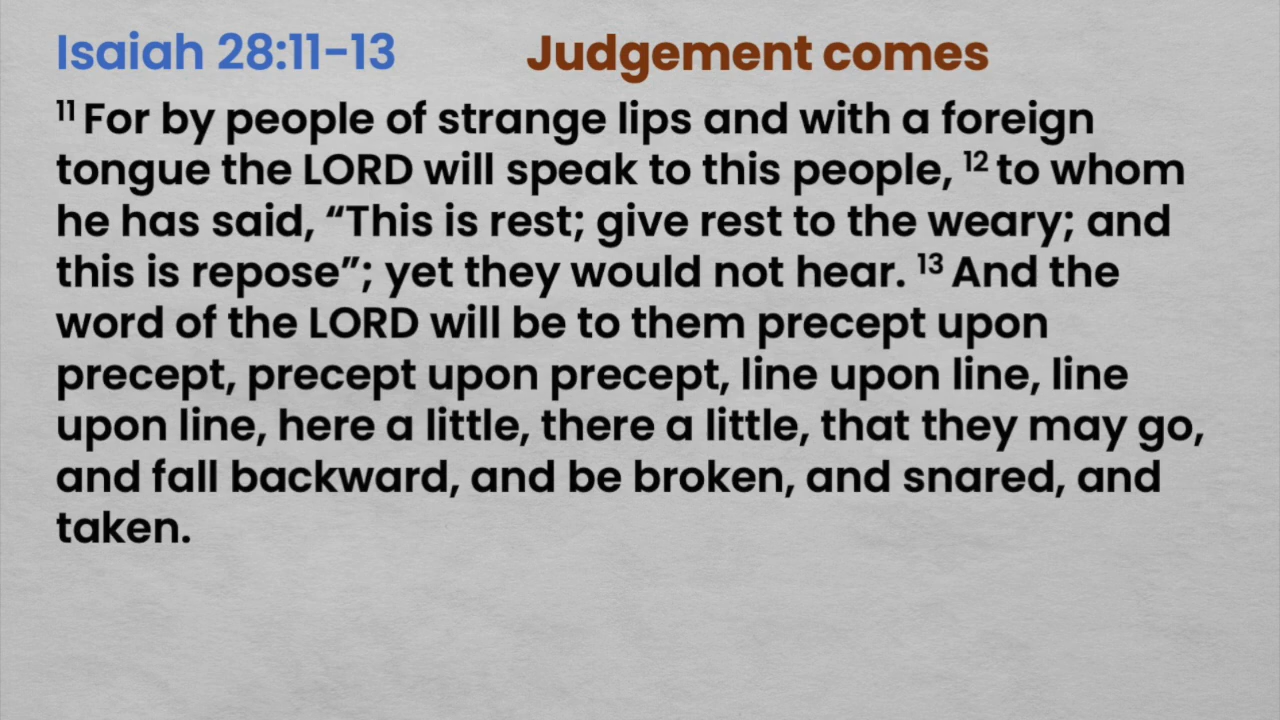 Isaiah 28:11-13 Judgement comes
11 For by people of strange lips and with a foreign
tongue the LORD will speak to this people, 12 to whom
he has said, “This is rest; give rest to the weary; and
this is repose”; yet they would not hear. 13 And the
word of the LORD will be to them precept upon
precept, precept upon precept, line upon line, line
upon line, here a little, there a little, that they may go,
and fall backward, and be broken, and snared, and
taken.